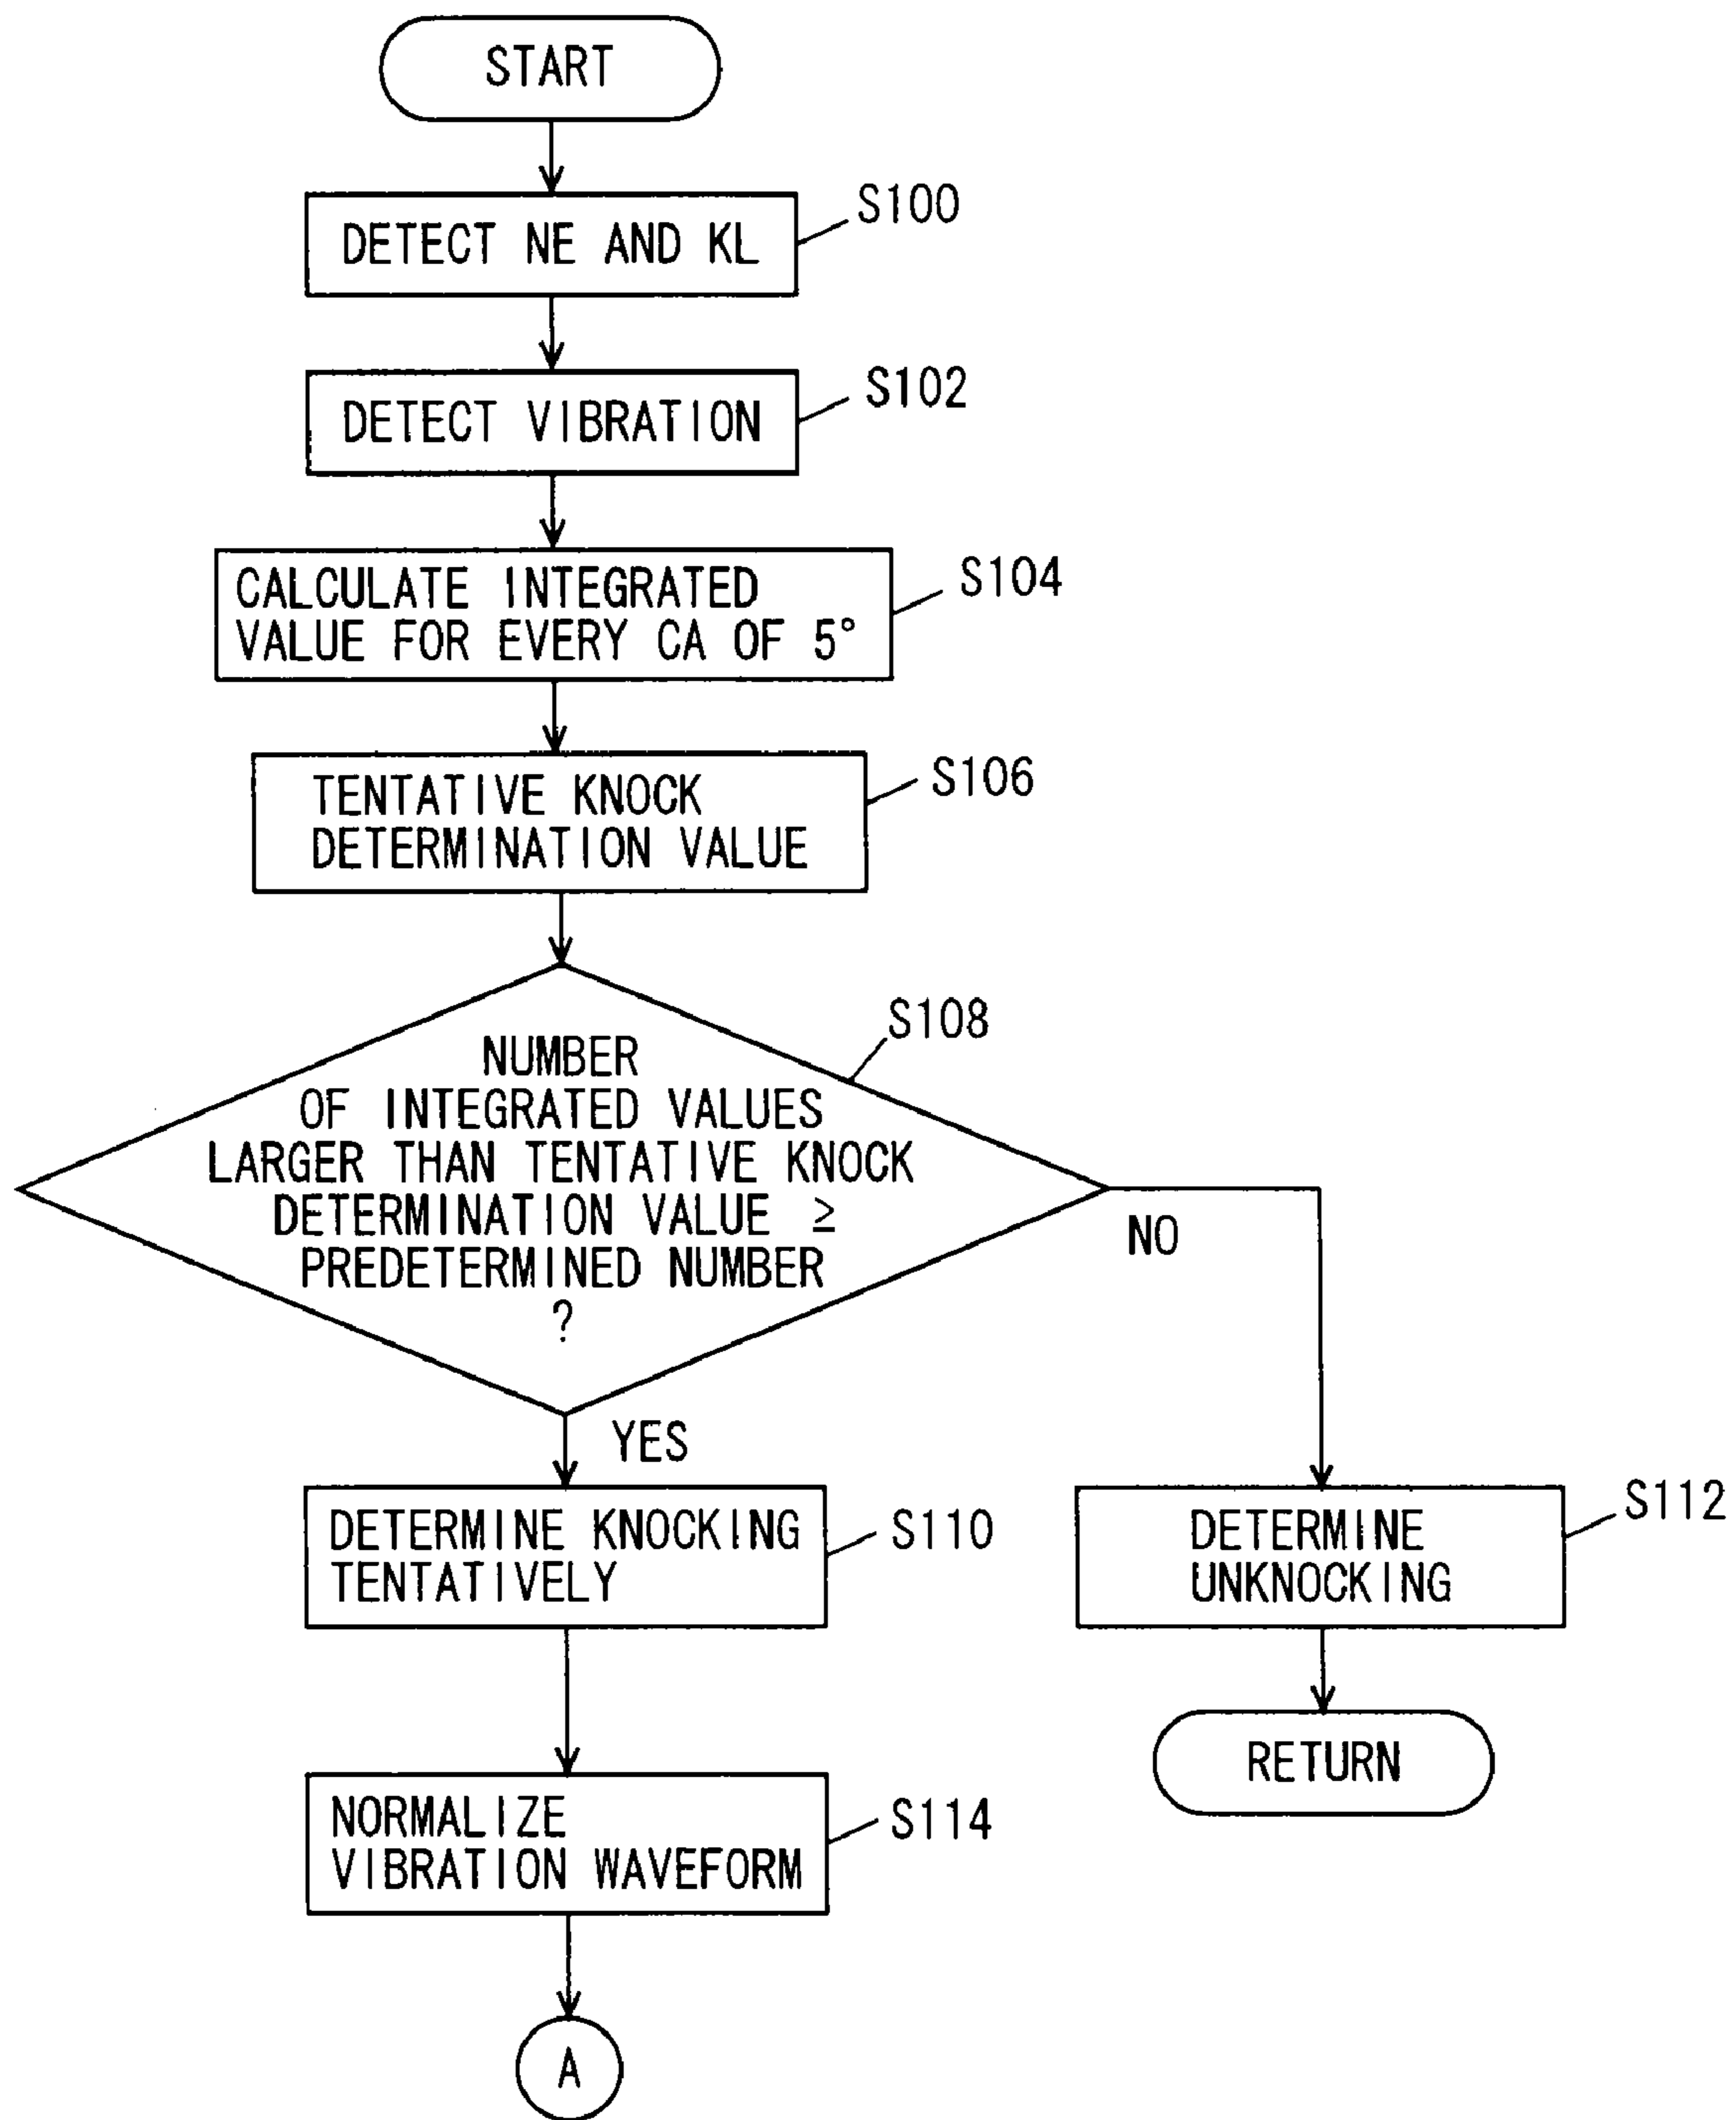 START
S100
DETECT NE AND KL
S102
DETECT VIBRATION
S104
CALCULATE INTEGRATED
VALUE FOR EVERY CA OF 5°
S106
TENTATIVE KNOCK
DETERMINATION VALUE
S108
NUMBER
OF INTEGRATED VALUES
LARGER THAN TENTATIVE KNOCK
DETERMINATION VALUE ≥
PREDETERMINED NUMBER
?
NO
YES
DETERMINE KNOCKING
TENTATIVELY
S110
DETERMINE
UNKNOCKING
S112
RETURN
NORMALIZE
VIBRATION WAVEFORM
S114
A